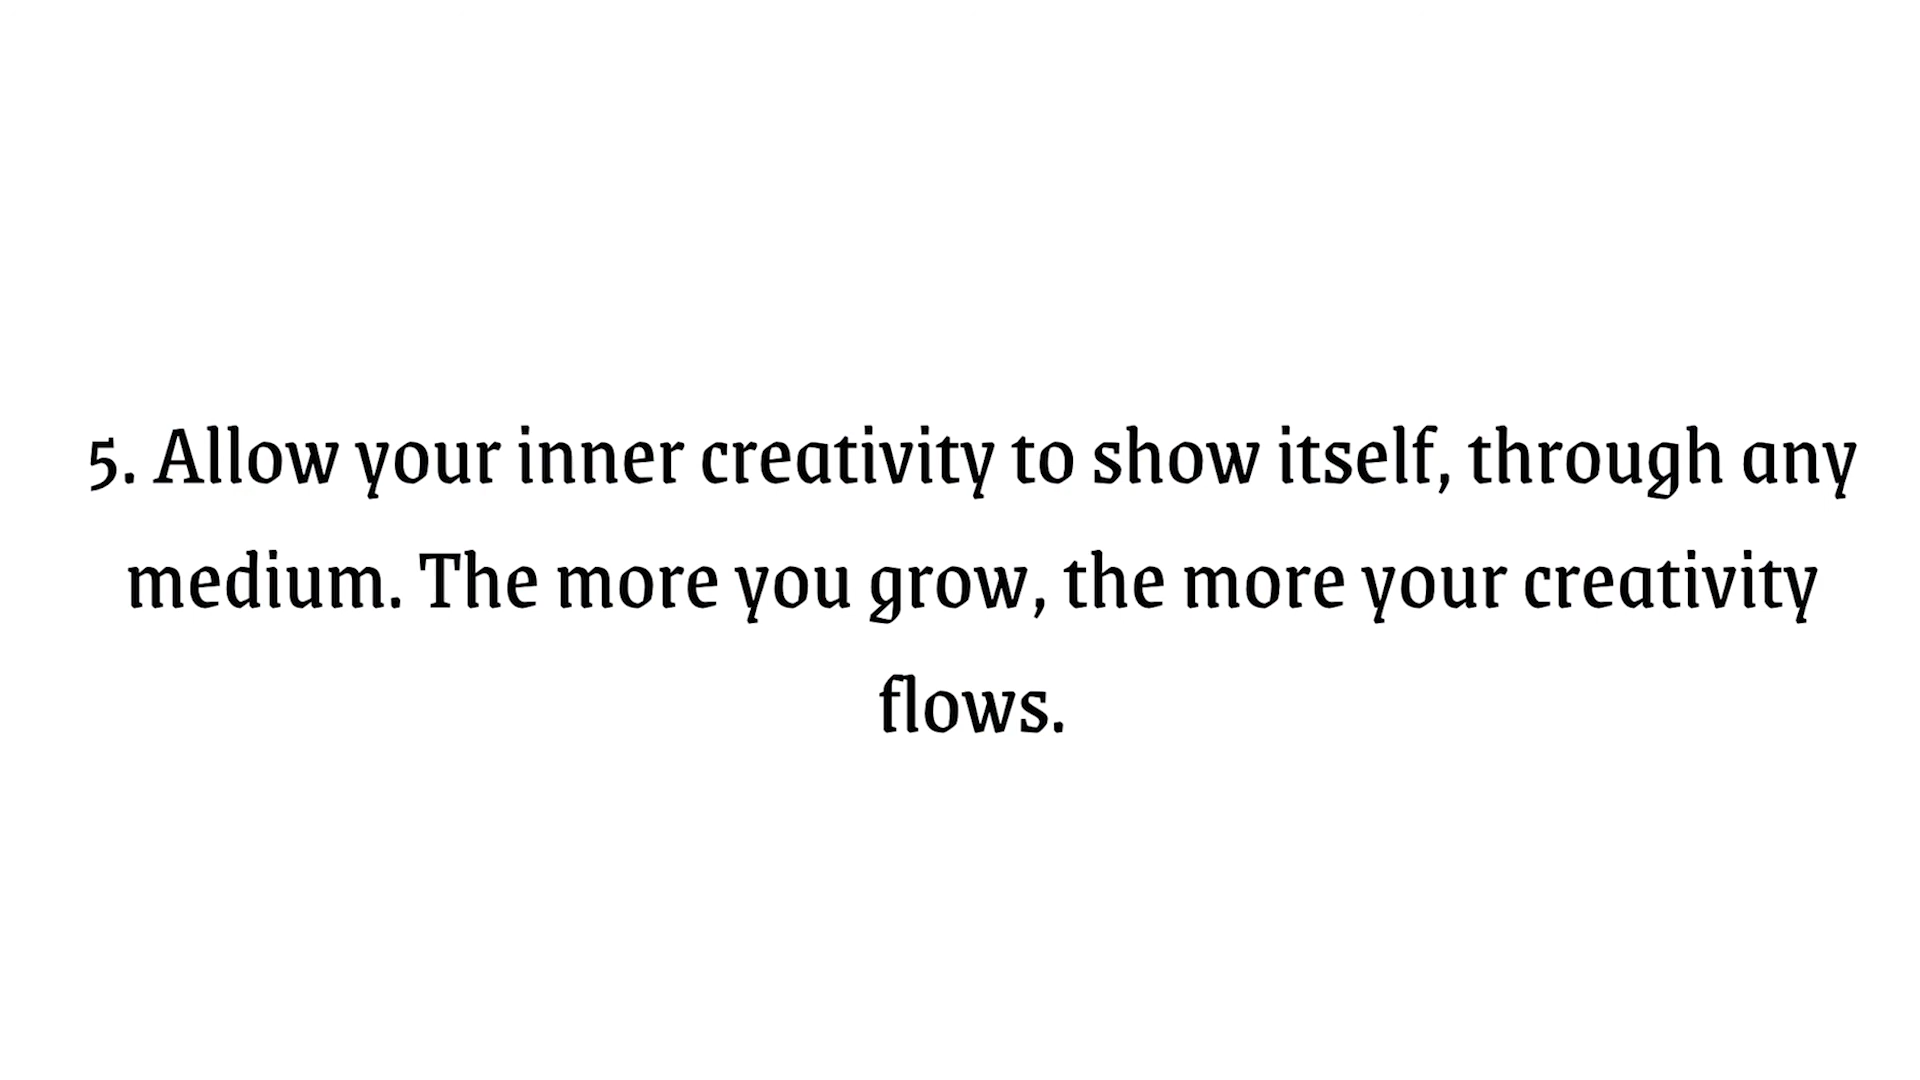 5. Allow your inner creativity to show itself, through any
medium. The more you grow, the more your creativity
flows.